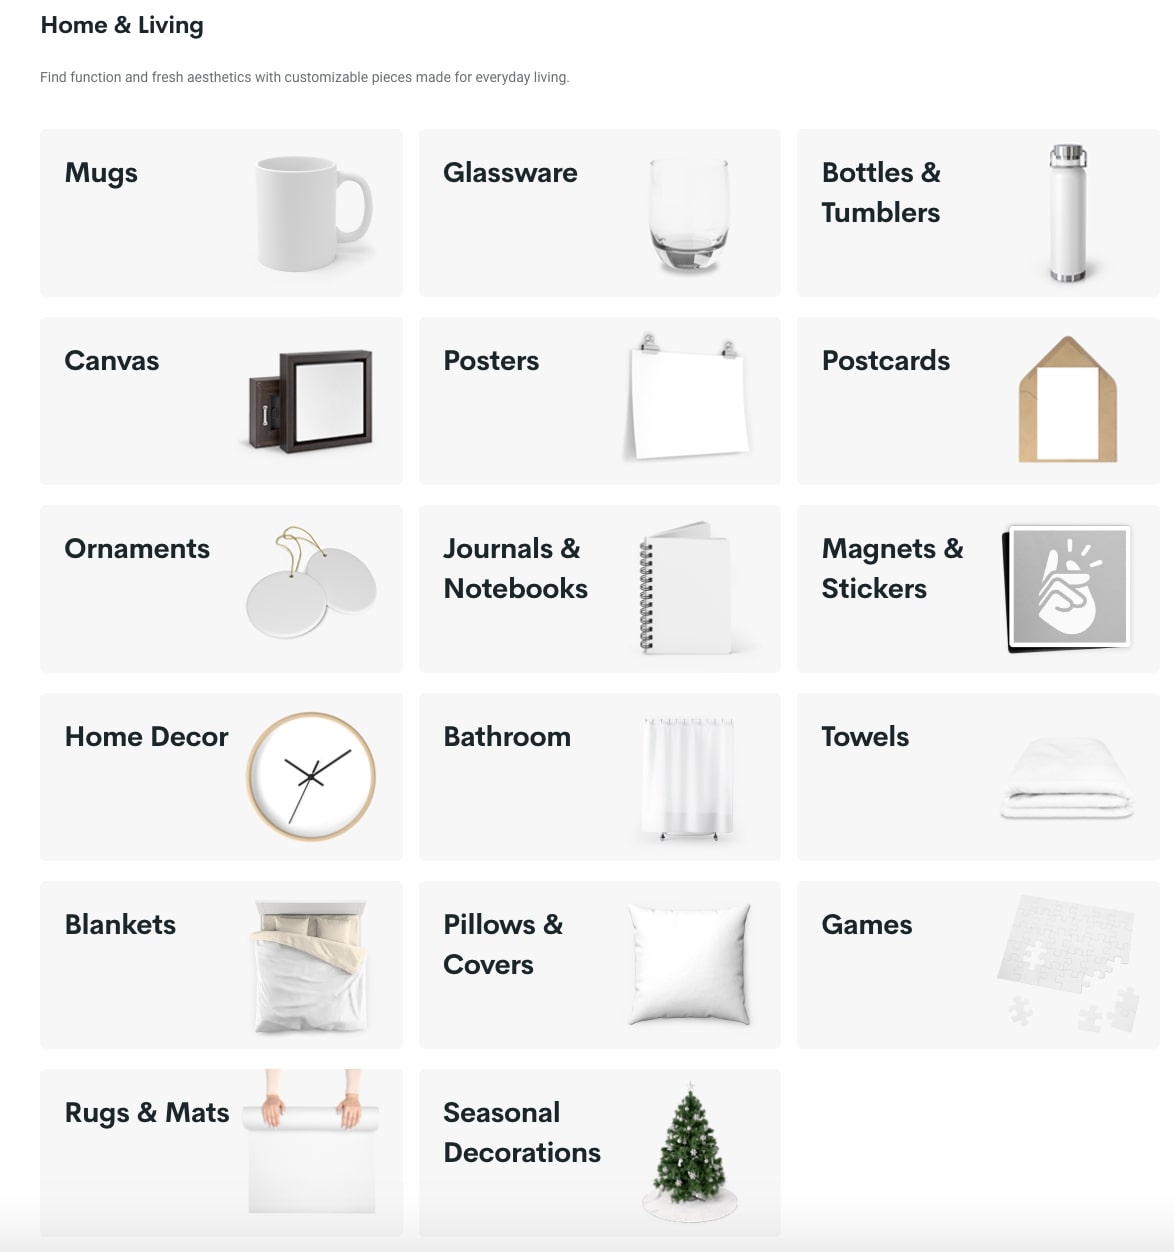 Home & Living
Find function and fresh aesthetics with customizable pieces made for everyday living.
Mugs
Glassware
Bottles &
Tumblers
Canvas
Posters
Postcards
Ornaments
Journals &
Notebooks
Magnets &
Stickers
Home Decor
Bathroom
Towels
Blankets
Pillows &
Covers
Games
Rugs & Mats
Seasonal
Decorations